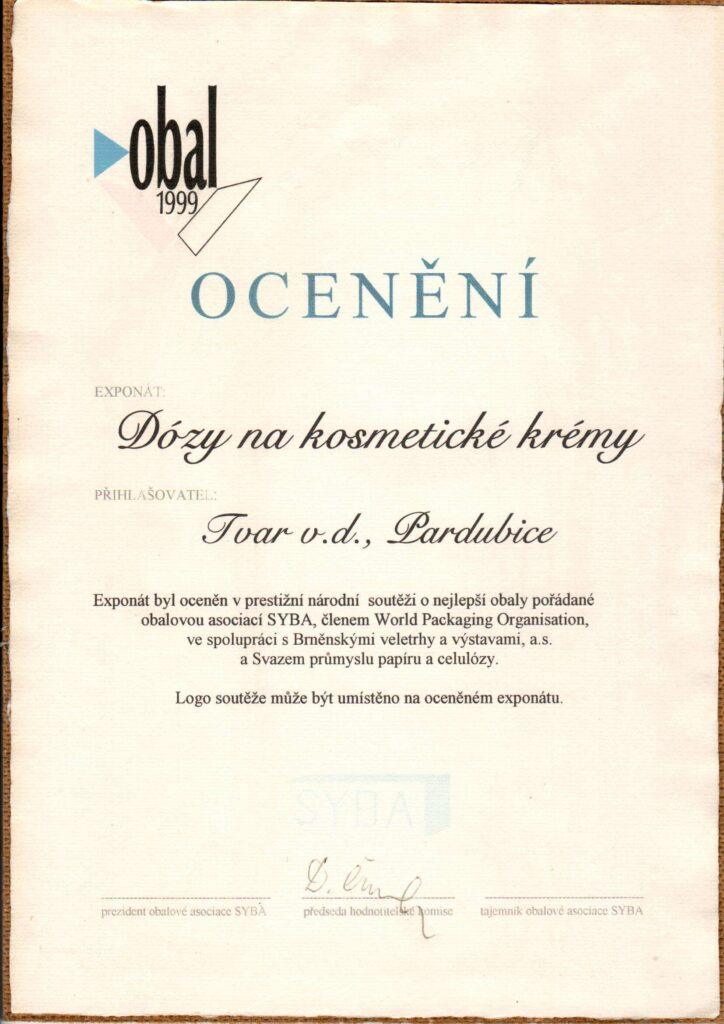 obal
1999
OCENĚNÍ
EXPONÁT:
Dózy na kosmetické krémy
PŘIHLAŠOVATEL:
Tvar v.d., Pardubice
Exponát byl oceněn v prestižní národní soutěži o nejlepší obaly pořádané
obalovou asociací SYBA, členem World Packaging Organisation,
ve spolupráci s Brněnskými veletrhy a výstavami, a.s.
a Svazem průmyslu papíru a celulózy.
Logo soutěže může být umístěno na oceněném exponátu.
SYBA
prezident obalové asociace SYBA
předseda hodnotitelské komise
tajemník obalové asociace SYBA